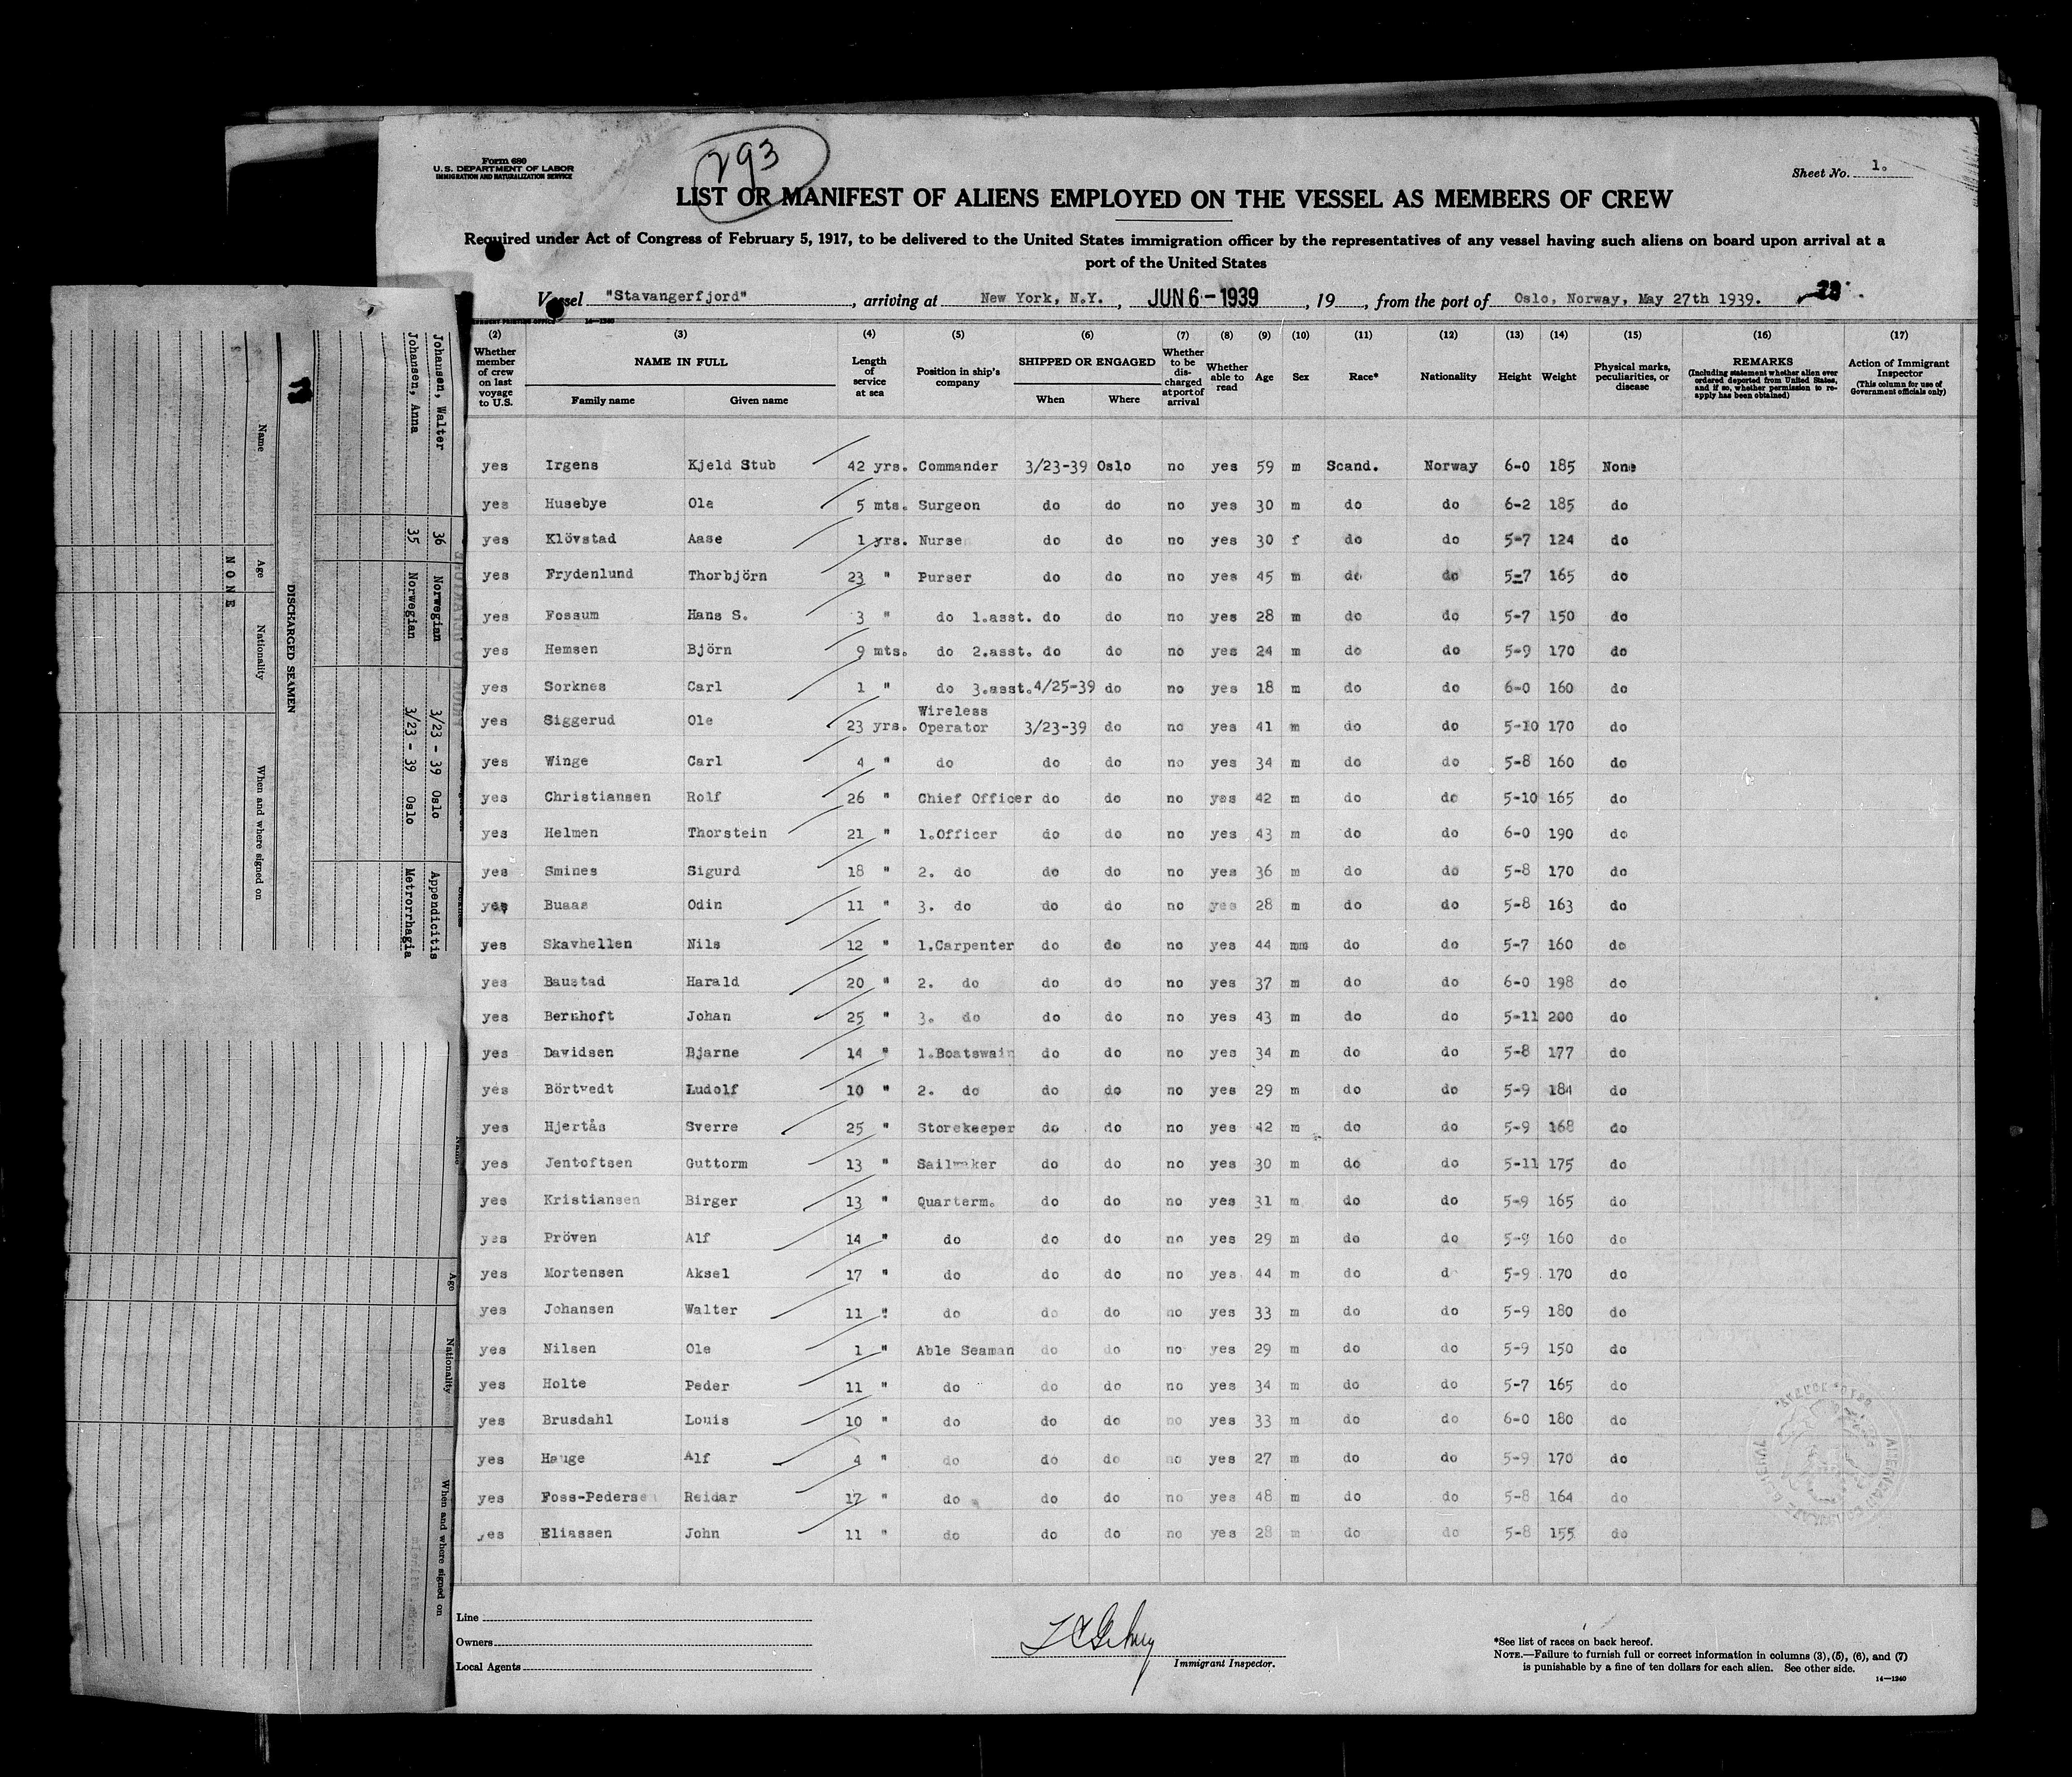 293
Form 680
U.S. DEPARTMENT OF LABOR
IMMIGRATION AND NATURALIZATION SERVICE
Sheet No. 1.
LIST OR MANIFEST OF ALIENS EMPLOYED ON THE VESSEL AS MEMBERS OF CREW
Required under Act of Congress of February 5, 1917, to be delivered to the United States immigration officer by the representatives of any vessel having such aliens on board upon arrival at a
port of the United States
Vessel "Stavangerfjord", arriving at New York, N.Y., JUN 6 - 1939, 19, from the port of Oslo, Norway, May 27th 1939.
14—1240
(2) (3) (4) (5) (6) (7) (8) (9) (10) (11) (12) (13) (14) (15) (16) (17)
Whether member of crew on last voyage to U.S.
NAME IN FULL
Family name Given name
Length of service at sea
Position in ship's company
SHIPPED OR ENGAGED
When Where
Whether to be discharged at port of arrival
Whether able to read
Age
Sex
Race*
Nationality
Height
Weight
Physical marks, peculiarities, or disease
REMARKS
(Including statement whether alien ever ordered deported from United States, and if so, whether permission to reapply has been obtained)
Action of Immigrant Inspector
(This column for use of Government officials only)
yes Irgens Kjeld Stub 42 yrs. Commander 3/23-39 Oslo no yes 59 m Scand. Norway 6-0 185 None
yes Husebye Ole 5 mts. Surgeon do do no yes 30 m do do 6-2 185 do
yes Klövstad Aase 1 yrs. Nurse do do no yes 30 f do do 5-7 124 do
yes Frydenlund Thorbjörn 23 " Purser do do no yes 45 m do do 5-7 165 do
yes Fossum Hans S. 3 " do 1.asst. do do no yes 28 m do do 5-7 150 do
yes Hemsen Björn 9 mts. do 2.asst. do do no yes 24 m do do 5-9 170 do
yes Sorknes Carl 1 " do 3.asst. 4/25-39 do no yes 18 m do do 6-0 160 do
yes Siggerud Ole 23 yrs. Wireless Operator 3/23-39 do no yes 41 m do do 5-10 170 do
yes Winge Carl 4 " do do do no yes 34 m do do 5-8 160 do
yes Christiansen Rolf 26 " Chief Officer do do no yes 42 m do do 5-10 165 do
yes Helmen Thorstein 21 " 1.Officer do do no yes 43 m do do 6-0 190 do
yes Smines Sigurd 18 " 2. do do do no yes 36 m do do 5-8 170 do
yes Buaas Odin 11 " 3. do do do no yes 28 m do do 5-8 163 do
yes Skavhellen Nils 12 " 1.Carpenter do do no yes 44 mm do do 5-7 160 do
yes Baustad Harald 20 " 2. do do do no yes 37 m do do 6-0 198 do
yes Bernhoft Johan 25 " 3. do do do no yes 43 m do do 5-11 200 do
yes Davidsen Bjarne 14 " 1.Boatswain do do no yes 34 m do do 5-8 177 do
yes Börtvedt Ludolf 10 " 2. do do do no yes 29 m do do 5-9 184 do
yes Hjertås Sverre 25 " Storekeeper do do no yes 42 m do do 5-9 168 do
yes Jentoftsen Guttorm 13 " Sailmaker do do no yes 30 m do do 5-11 175 do
yes Kristiansen Birger 13 " Quarterm. do do no yes 31 m do do 5-9 165 do
yes Pröven Alf 14 " do do do no yes 29 m do do 5-9 160 do
yes Mortensen Aksel 17 " do do do no yes 44 m do d 5-9 170 do
yes Johansen Walter 11 " do do do no yes 33 m do do 5-9 180 do
yes Nilsen Ole 1 " Able Seaman do do no yes 29 m do do 5-9 150 do
yes Holte Peder 11 " do do do no yes 34 m do do 5-7 165 do
yes Brusdahl Louis 10 " do do do no yes 33 m do do 6-0 180 do
yes Hauge Alf 4 " do do do no yes 27 m do do 5-9 170 do
yes Foss-Pedersen Reidar 17 " do do do no yes 48 m do do 5-8 164 do
yes Eliassen John 11 " do do do no yes 28 m do do 5-8 155 do
Line
Owners
Local Agents
Immigrant Inspector.
*See list of races on back hereof.
NOTE.—Failure to furnish full or correct information in columns (3), (5), (6), and (7)
is punishable by a fine of ten dollars for each alien. See other side.
14—1240
Johansen, Walter 36 Norwegian 3/23 - 39 Oslo Appendicitis
Johansen, Anna 35 Norwegian 3/23 - 39 Oslo Metrorrhagia
DISCHARGED SEAMEN
Name Age Nationality When and where signed on
NONE
Name Age Nationality When and where signed on